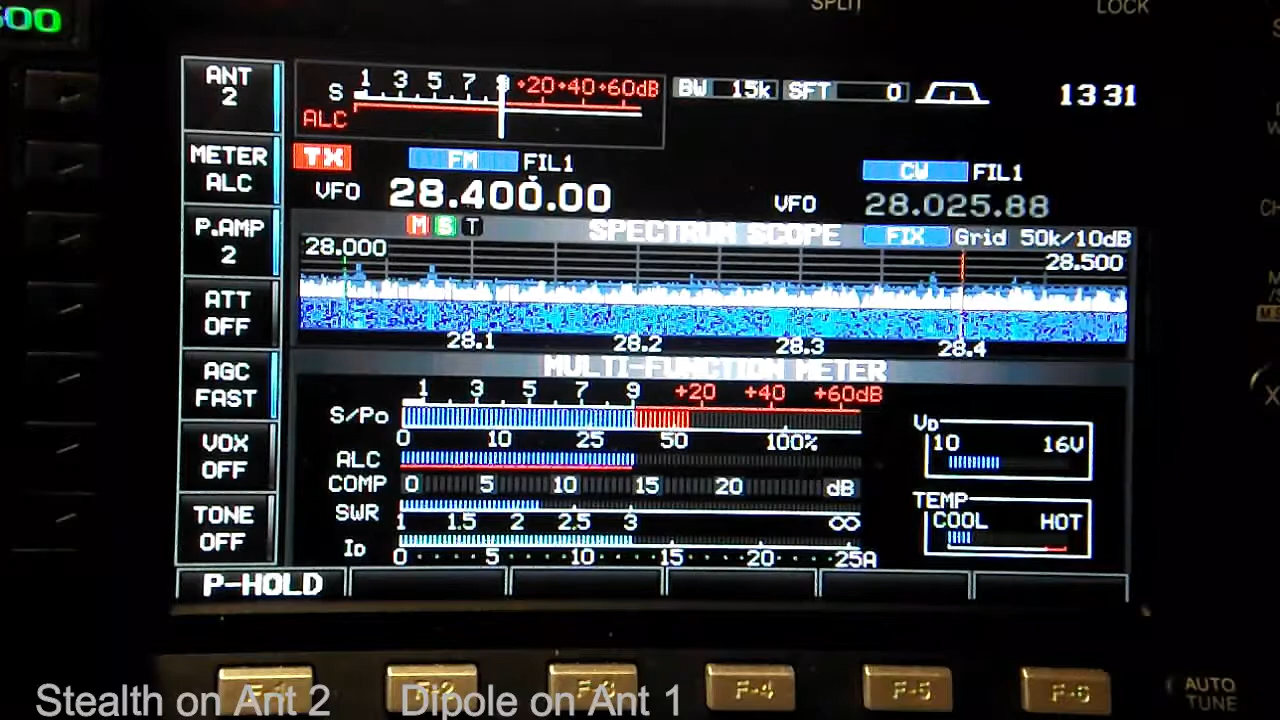 SPLIT LOCK
500
ANT 2
S 1 3 5 7 9 +20+40+60dB
ALC
BW 15k SFT 0
13 31
METER ALC
TX FM FIL1
VFO 28.400.00
CW FIL1
VFO 28.025.88
P.AMP 2
M S T SPECTRUM SCOPE FIX Grid 50k/10dB
28.000 28.500
28.1 28.2 28.3 28.4
ATT OFF
AGC FAST
VOX OFF
TONE OFF
MULTI-FUNCTION METER
1 3 5 7 9 +20 +40 +60dB
S/Po
0 10 25 50 100%
ALC
COMP 0 5 10 15 20 dB
SWR
1 1.5 2 2.5 3 ∞
ID
0 5 10 15 20 25A
VD
10 16V
TEMP
COOL HOT
P-HOLD
F-1 F-2 F-3 F-4 F-5 F-6
AUTO
TUNE
Stealth on Ant 2 Dipole on Ant 1